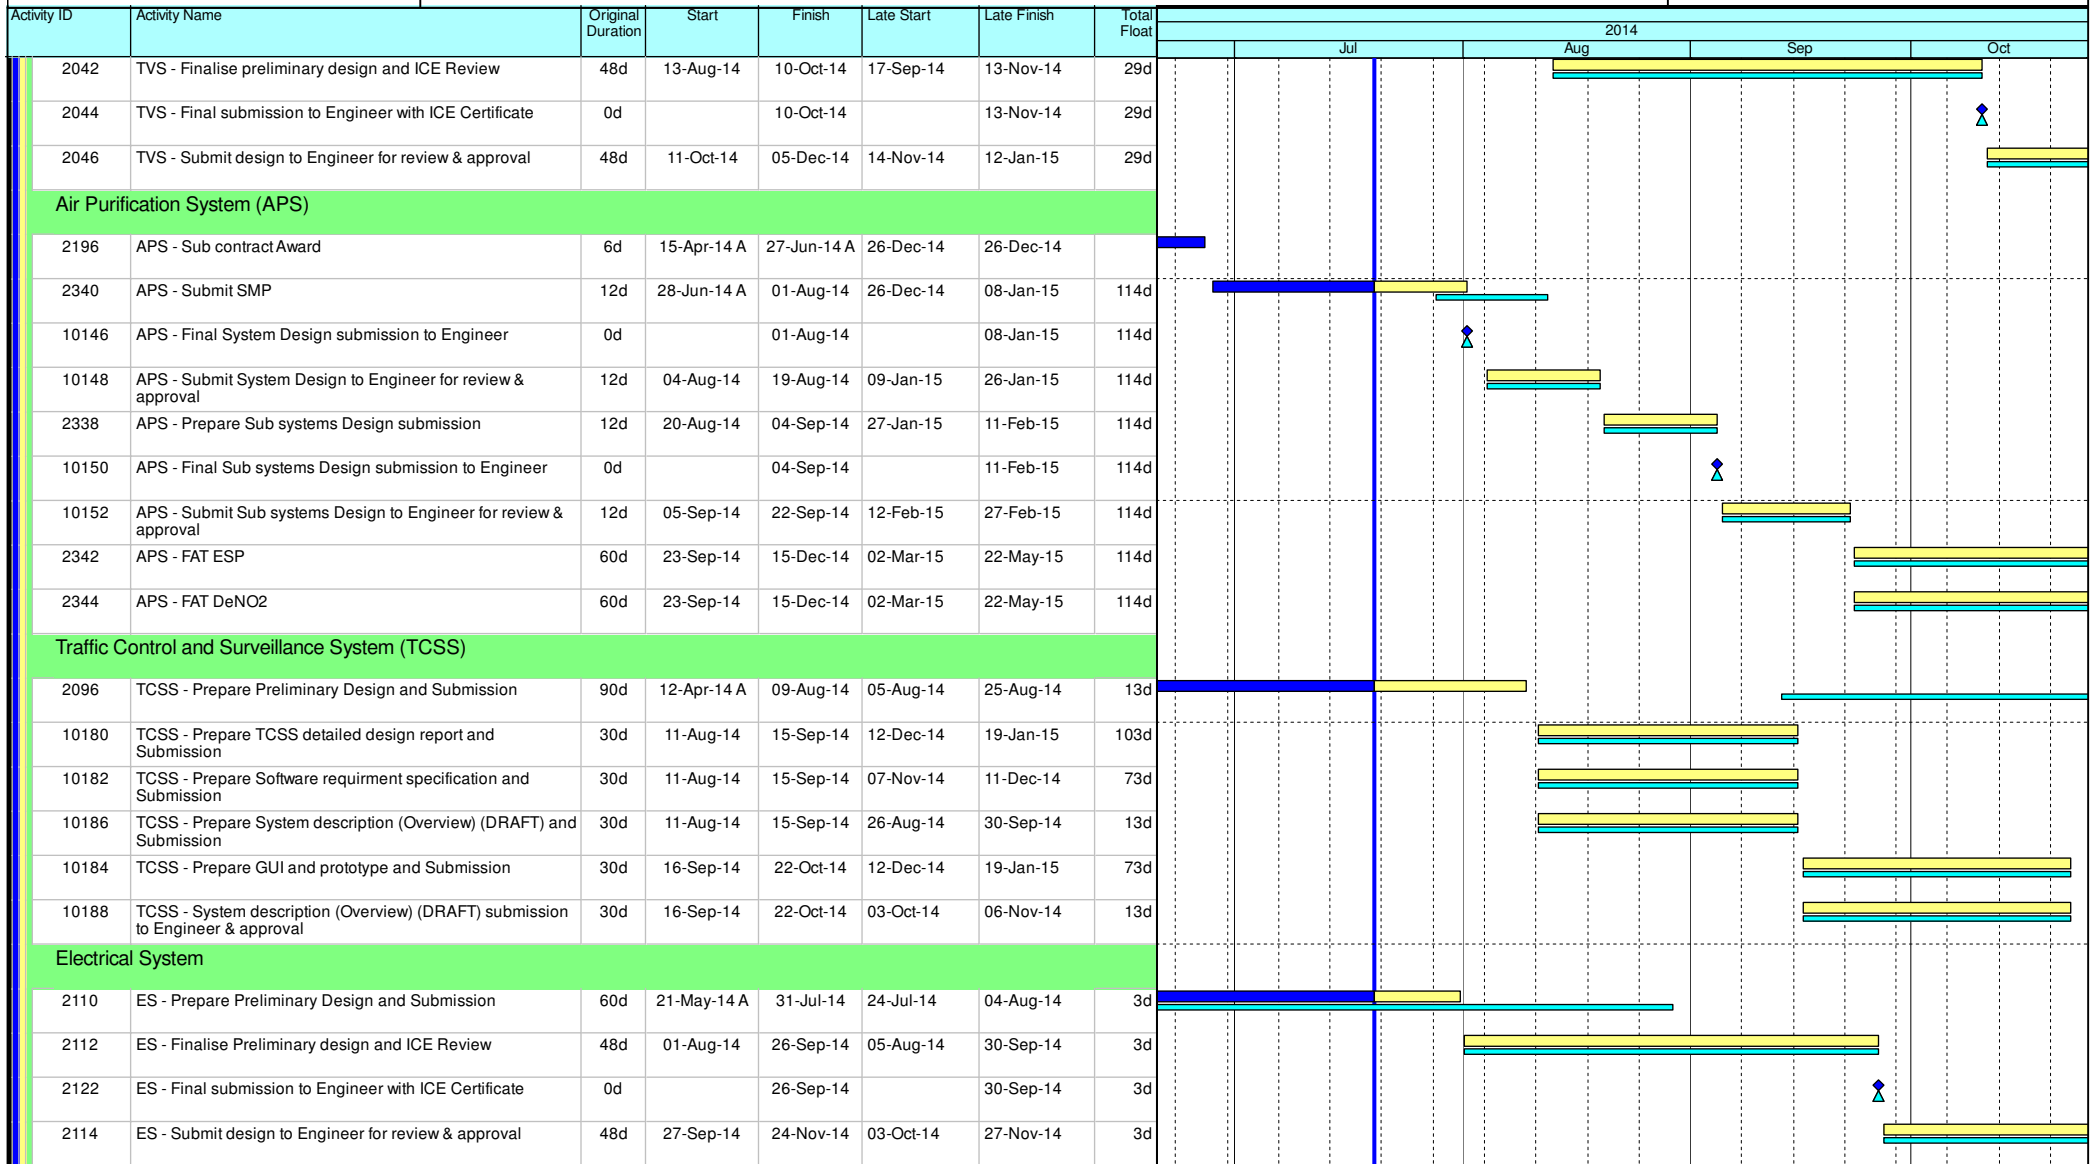 Activity ID Activity Name Original Duration Start Finish Late Start Late Finish Total Float
2014
Jul Aug Sep Oct
2042 TVS - Finalise preliminary design and ICE Review 48d 13-Aug-14 10-Oct-14 17-Sep-14 13-Nov-14 29d
2044 TVS - Final submission to Engineer with ICE Certificate 0d 10-Oct-14 13-Nov-14 29d
2046 TVS - Submit design to Engineer for review & approval 48d 11-Oct-14 05-Dec-14 14-Nov-14 12-Jan-15 29d
Air Purification System (APS)
2196 APS - Sub contract Award 6d 15-Apr-14 A 27-Jun-14 A 26-Dec-14 26-Dec-14
2340 APS - Submit SMP 12d 28-Jun-14 A 01-Aug-14 26-Dec-14 08-Jan-15 114d
10146 APS - Final System Design submission to Engineer 0d 01-Aug-14 08-Jan-15 114d
10148 APS - Submit System Design to Engineer for review & 12d 04-Aug-14 19-Aug-14 09-Jan-15 26-Jan-15 114d
approval
2338 APS - Prepare Sub systems Design submission 12d 20-Aug-14 04-Sep-14 27-Jan-15 11-Feb-15 114d
10150 APS - Final Sub systems Design submission to Engineer 0d 04-Sep-14 11-Feb-15 114d
10152 APS - Submit Sub systems Design to Engineer for review & 12d 05-Sep-14 22-Sep-14 12-Feb-15 27-Feb-15 114d
approval
2342 APS - FAT ESP 60d 23-Sep-14 15-Dec-14 02-Mar-15 22-May-15 114d
2344 APS - FAT DeNO2 60d 23-Sep-14 15-Dec-14 02-Mar-15 22-May-15 114d
Traffic Control and Surveillance System (TCSS)
2096 TCSS - Prepare Preliminary Design and Submission 90d 12-Apr-14 A 09-Aug-14 05-Aug-14 25-Aug-14 13d
10180 TCSS - Prepare TCSS detailed design report and 30d 11-Aug-14 15-Sep-14 12-Dec-14 19-Jan-15 103d
Submission
10182 TCSS - Prepare Software requirment specification and 30d 11-Aug-14 15-Sep-14 07-Nov-14 11-Dec-14 73d
Submission
10186 TCSS - Prepare System description (Overview) (DRAFT) and 30d 11-Aug-14 15-Sep-14 26-Aug-14 30-Sep-14 13d
Submission
10184 TCSS - Prepare GUI and prototype and Submission 30d 16-Sep-14 22-Oct-14 12-Dec-14 19-Jan-15 73d
10188 TCSS - System description (Overview) (DRAFT) submission 30d 16-Sep-14 22-Oct-14 03-Oct-14 06-Nov-14 13d
to Engineer & approval
Electrical System
2110 ES - Prepare Preliminary Design and Submission 60d 21-May-14 A 31-Jul-14 24-Jul-14 04-Aug-14 3d
2112 ES - Finalise Preliminary design and ICE Review 48d 01-Aug-14 26-Sep-14 05-Aug-14 30-Sep-14 3d
2122 ES - Final submission to Engineer with ICE Certificate 0d 26-Sep-14 30-Sep-14 3d
2114 ES - Submit design to Engineer for review & approval 48d 27-Sep-14 24-Nov-14 03-Oct-14 27-Nov-14 3d